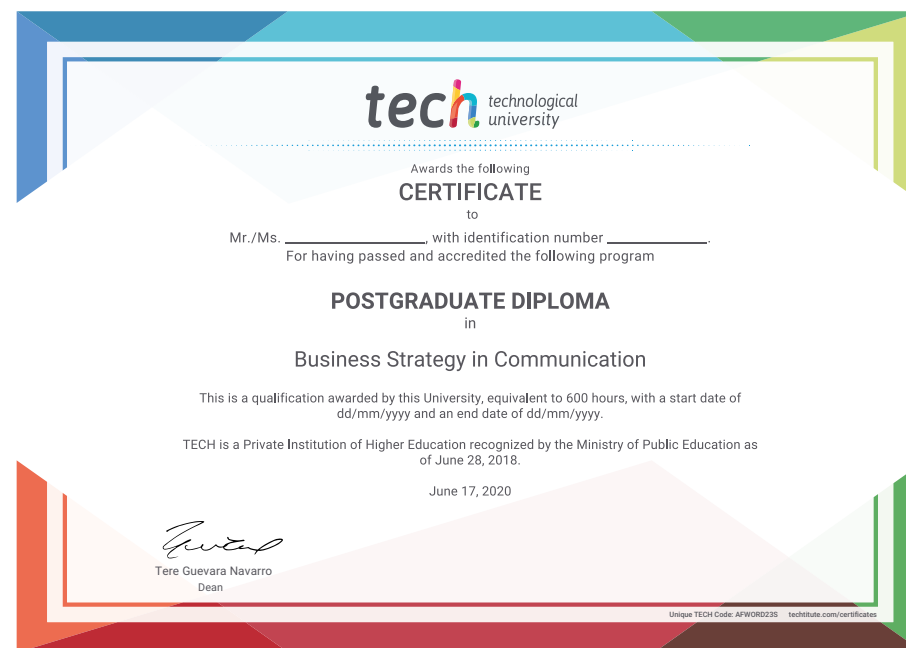 tech technological
university
Awards the following
CERTIFICATE
to
Mr./Ms. __________________, with identification number _____________.
For having passed and accredited the following program
POSTGRADUATE DIPLOMA
in
Business Strategy in Communication
This is a qualification awarded by this University, equivalent to 600 hours, with a start date of
dd/mm/yyyy and an end date of dd/mm/yyyy.
TECH is a Private Institution of Higher Education recognized by the Ministry of Public Education as
of June 28, 2018.
June 17, 2020
Tere Guevara Navarro
Dean
Unique TECH Code: AFWORD23S techtitute.com/certificates